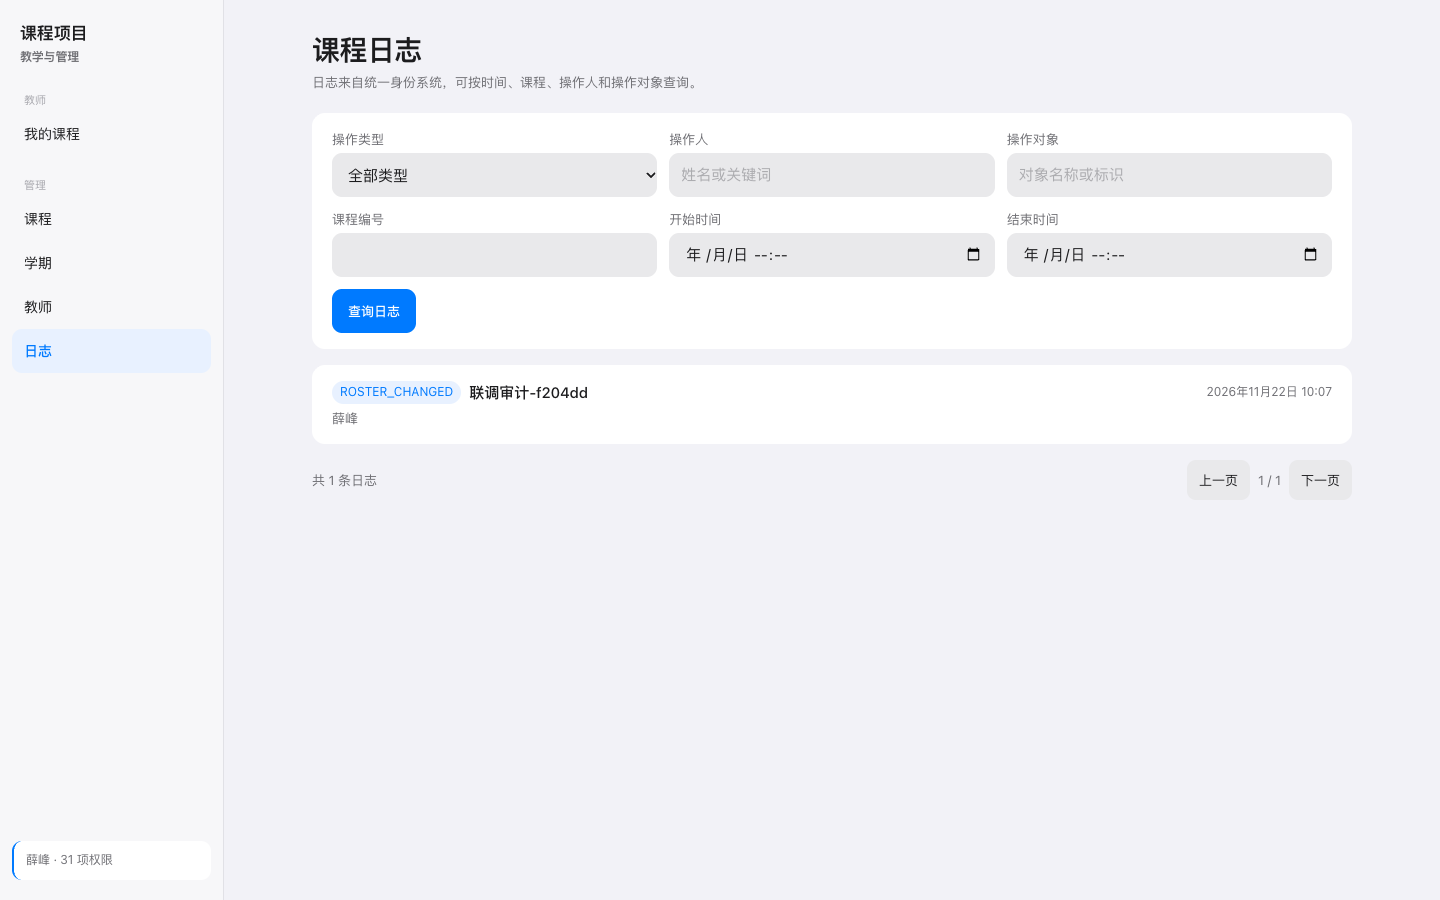 课程项目
教学与管理
教师
我的课程
管理
课程
学期
教师
日志
薛峰 · 31 项权限
课程日志
日志来自统一身份系统，可按时间、课程、操作人和操作对象查询。
操作类型
操作人
操作对象
全部类型
姓名或关键词
对象名称或标识
课程编号
开始时间
结束时间
年 /月/日 --:--
年 /月/日 --:--
查询日志
ROSTER_CHANGED 联调审计-f204dd 2026年11月22日 10:07
薛峰
共 1 条日志
上一页 1 / 1 下一页